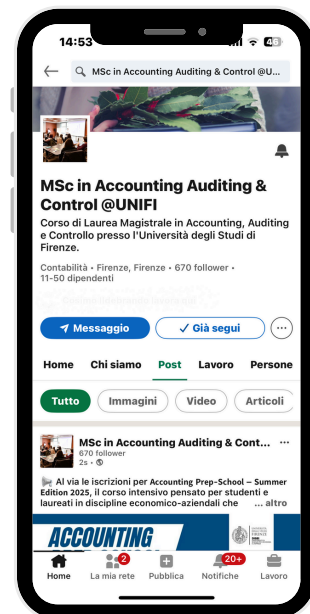 14:53
46
MSc in Accounting Auditing & Control @U...
MSc in Accounting Auditing &
Control @UNIFI
Corso di Laurea Magistrale in Accounting, Auditing
e Controllo presso l'Università degli Studi di
Firenze.
Contabilità • Firenze, Firenze • 670 follower •
11-50 dipendenti
Messaggio
Già segui
Home Chi siamo Post Lavoro Persone
Tutto Immagini Video Articoli
MSc in Accounting Auditing & Cont...
670 follower
2s •
Al via le iscrizioni per Accounting Prep-School – Summer
Edition 2025, il corso intensivo pensato per studenti e
laureati in discipline economico-aziendali che ... altro
ACCOUNTING
2 20+
Home La mia rete Pubblica Notifiche Lavoro